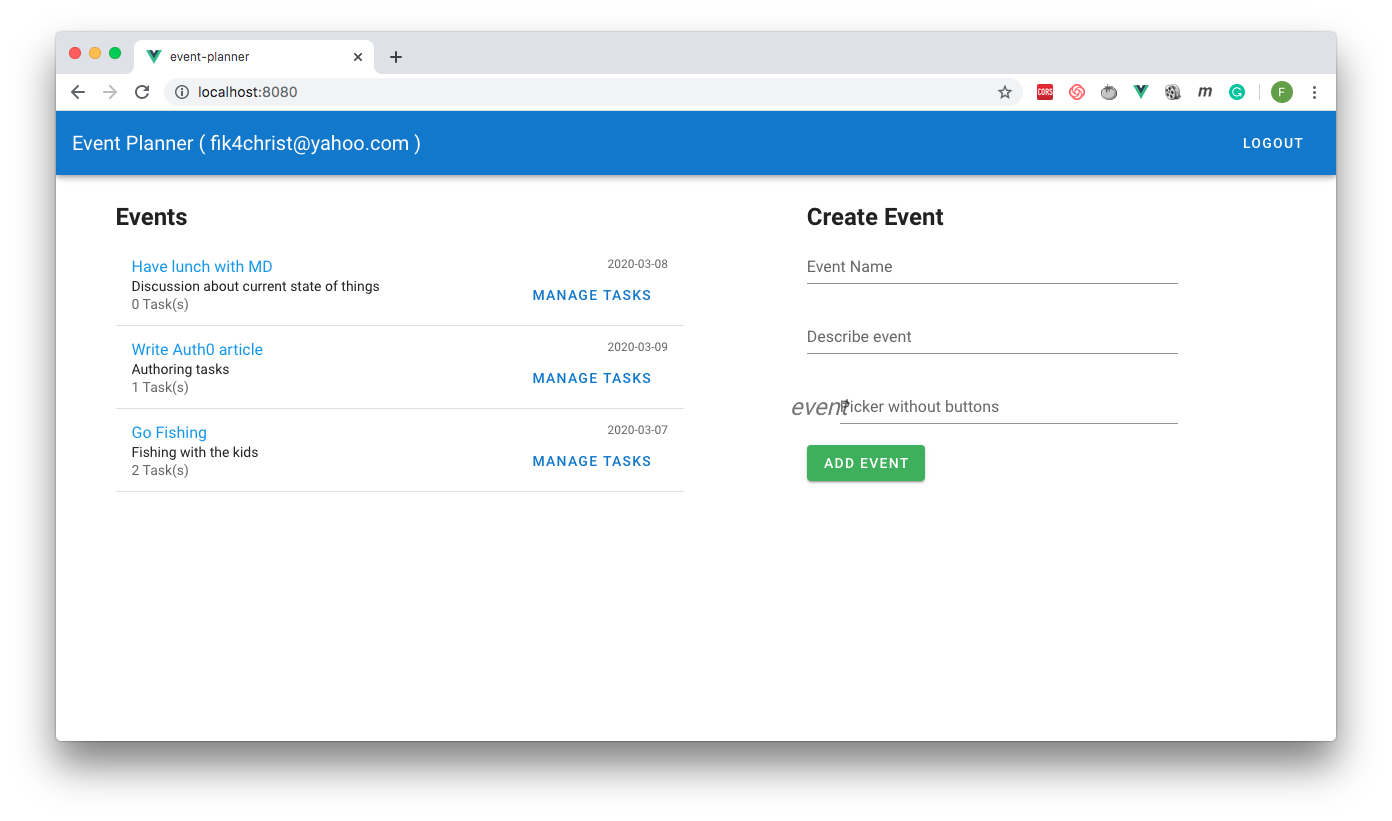 event-planner
localhost:8080
CORS
m
G
F
Event Planner ( fik4christ@yahoo.com )
LOGOUT
Events
Have lunch with MD
2020-03-08
Discussion about current state of things
0 Task(s)
MANAGE TASKS
Write Auth0 article
2020-03-09
Authoring tasks
1 Task(s)
MANAGE TASKS
Go Fishing
2020-03-07
Fishing with the kids
2 Task(s)
MANAGE TASKS
Create Event
Event Name
Describe event
event
Picker without buttons
ADD EVENT